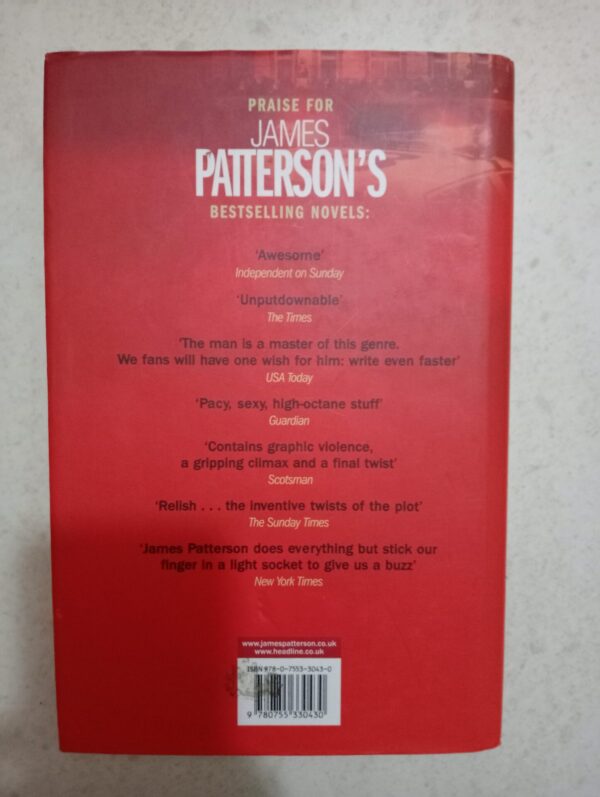 PRAISE FOR
JAMES
PATTERSON'S
BESTSELLING NOVELS:
'Awesome'
Independent on Sunday
'Unputdownable'
The Times
'The man is a master of this genre.
We fans will have one wish for him: write even faster'
USA Today
'Pacy, sexy, high-octane stuff'
Guardian
'Contains graphic violence,
a gripping climax and a final twist'
Scotsman
'Relish . . . the inventive twists of the plot'
The Sunday Times
'James Patterson does everything but stick our
finger in a light socket to give us a buzz'
New York Times
www.jamespatterson.co.uk
www.headline.co.uk
ISBN 978-0-7553-3043-0
9 780755 330430